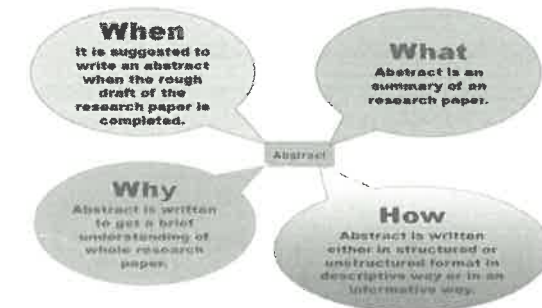 When
It is suggested to
write an abstract
when the rough
draft of the
research paper is
completed.
What
Abstract is an
summary of an
research paper.
Abstract
Why
Abstract is written
to get a brief
understanding of
whole research
paper.
How
Abstract is written
either in structured or
unstructured format in
descriptive way or in an
informative way.